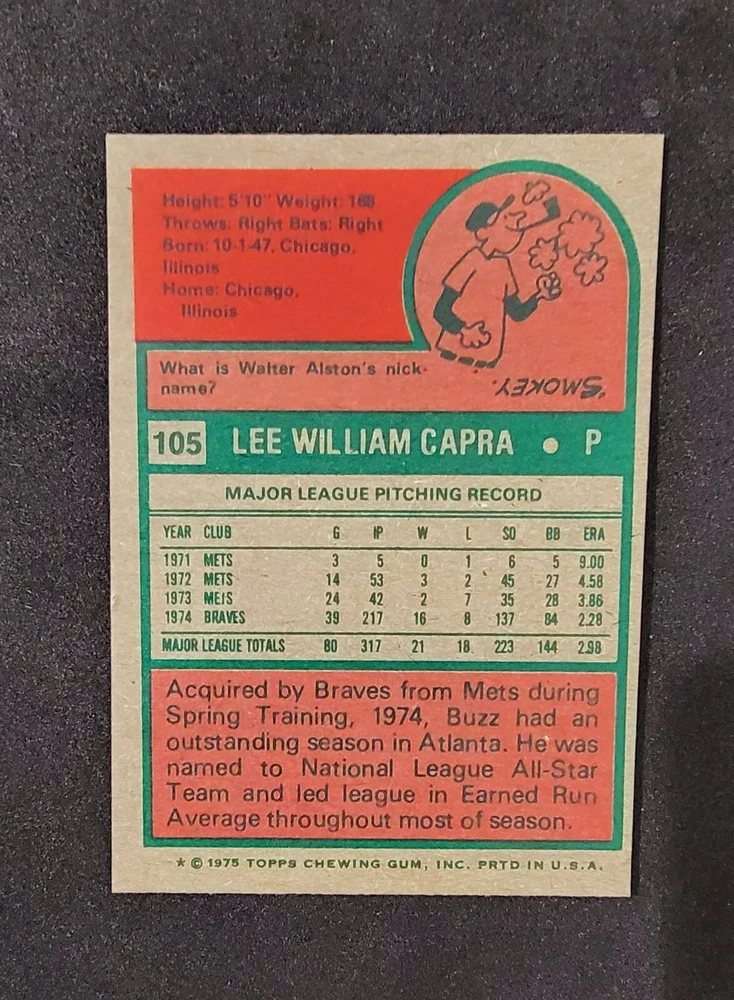 Height: 5'10" Weight: 168
Throws: Right Bats: Right
Born: 10-1-47, Chicago,
Illinois
Home: Chicago,
Illinois
What is Walter Alston's nick-
name?
"SMOKEY.
105 LEE WILLIAM CAPRA • P
MAJOR LEAGUE PITCHING RECORD
YEAR CLUB G IP W L SO BB ERA
1971 METS 3 5 0 1 6 5 9.00
1972 METS 14 53 3 2 45 27 4.58
1973 METS 24 42 2 7 35 28 3.86
1974 BRAVES 39 217 16 8 137 84 2.28
MAJOR LEAGUE TOTALS 80 317 21 18 223 144 2.98
Acquired by Braves from Mets during
Spring Training, 1974, Buzz had an
outstanding season in Atlanta. He was
named to National League All-Star
Team and led league in Earned Run
Average throughout most of season.
* © 1975 TOPPS CHEWING GUM, INC. PRTD IN U.S.A.